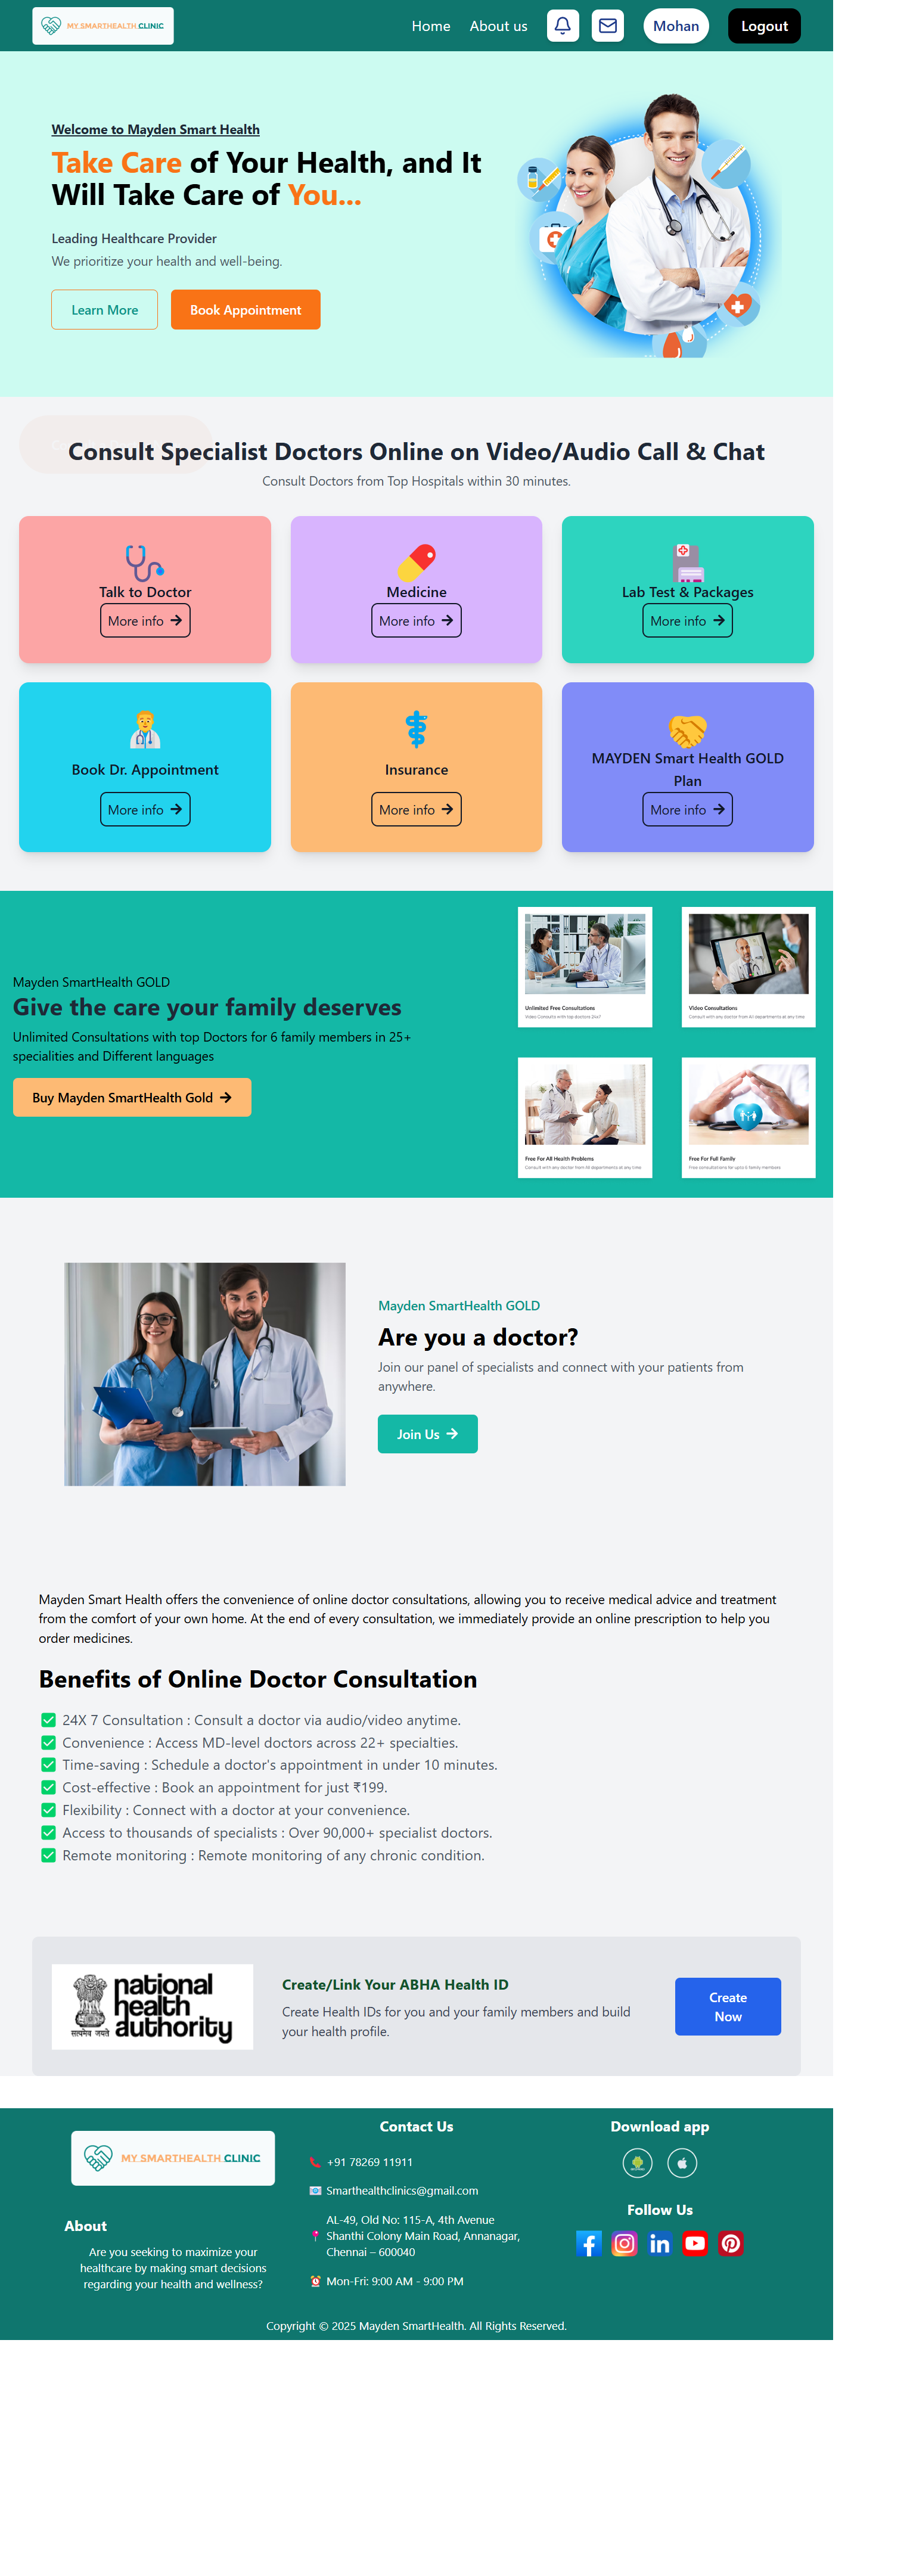 MY.SMARTHEALTH.CLINIC
Home
About us
Mohan
Logout
Welcome to Mayden Smart Health
Take Care of Your Health, and It
Will Take Care of You...
Leading Healthcare Provider
We prioritize your health and well-being.
Learn More
Book Appointment
Consult Specialist Doctors Online on Video/Audio Call & Chat
Consult Doctors from Top Hospitals within 30 minutes.
Talk to Doctor
More info
Medicine
More info
Lab Test & Packages
More info
Book Dr. Appointment
More info
Insurance
More info
MAYDEN Smart Health GOLD
Plan
More info
Mayden SmartHealth GOLD
Give the care your family deserves
Unlimited Consultations with top Doctors for 6 family members in 25+
specialities and Different languages
Buy Mayden SmartHealth Gold
Unlimited Free Consultations
Video Consults with top doctors 24x7
Video Consultations
Consult with any doctor from All departments at any time
Free For All Health Problems
Consult with any doctor from All departments at any time
Free For Full Family
Free consultations for upto 6 family members
Mayden SmartHealth GOLD
Are you a doctor?
Join our panel of specialists and connect with your patients from
anywhere.
Join Us
Mayden Smart Health offers the convenience of online doctor consultations, allowing you to receive medical advice and treatment
from the comfort of your own home. At the end of every consultation, we immediately provide an online prescription to help you
order medicines.
Benefits of Online Doctor Consultation
24X 7 Consultation : Consult a doctor via audio/video anytime.
Convenience : Access MD-level doctors across 22+ specialties.
Time-saving : Schedule a doctor's appointment in under 10 minutes.
Cost-effective : Book an appointment for just ₹199.
Flexibility : Connect with a doctor at your convenience.
Access to thousands of specialists : Over 90,000+ specialist doctors.
Remote monitoring : Remote monitoring of any chronic condition.
national
health
authority
सत्यमेव जयते
Create/Link Your ABHA Health ID
Create Health IDs for you and your family members and build
your health profile.
Create
Now
MY.SMARTHEALTH.CLINIC
About
Are you seeking to maximize your
healthcare by making smart decisions
regarding your health and wellness?
Contact Us
+91 78269 11911
Smarthealthclinics@gmail.com
AL-49, Old No: 115-A, 4th Avenue
Shanthi Colony Main Road, Annanagar,
Chennai – 600040
Mon-Fri: 9:00 AM - 9:00 PM
Download app
Follow Us
Copyright © 2025 Mayden SmartHealth. All Rights Reserved.